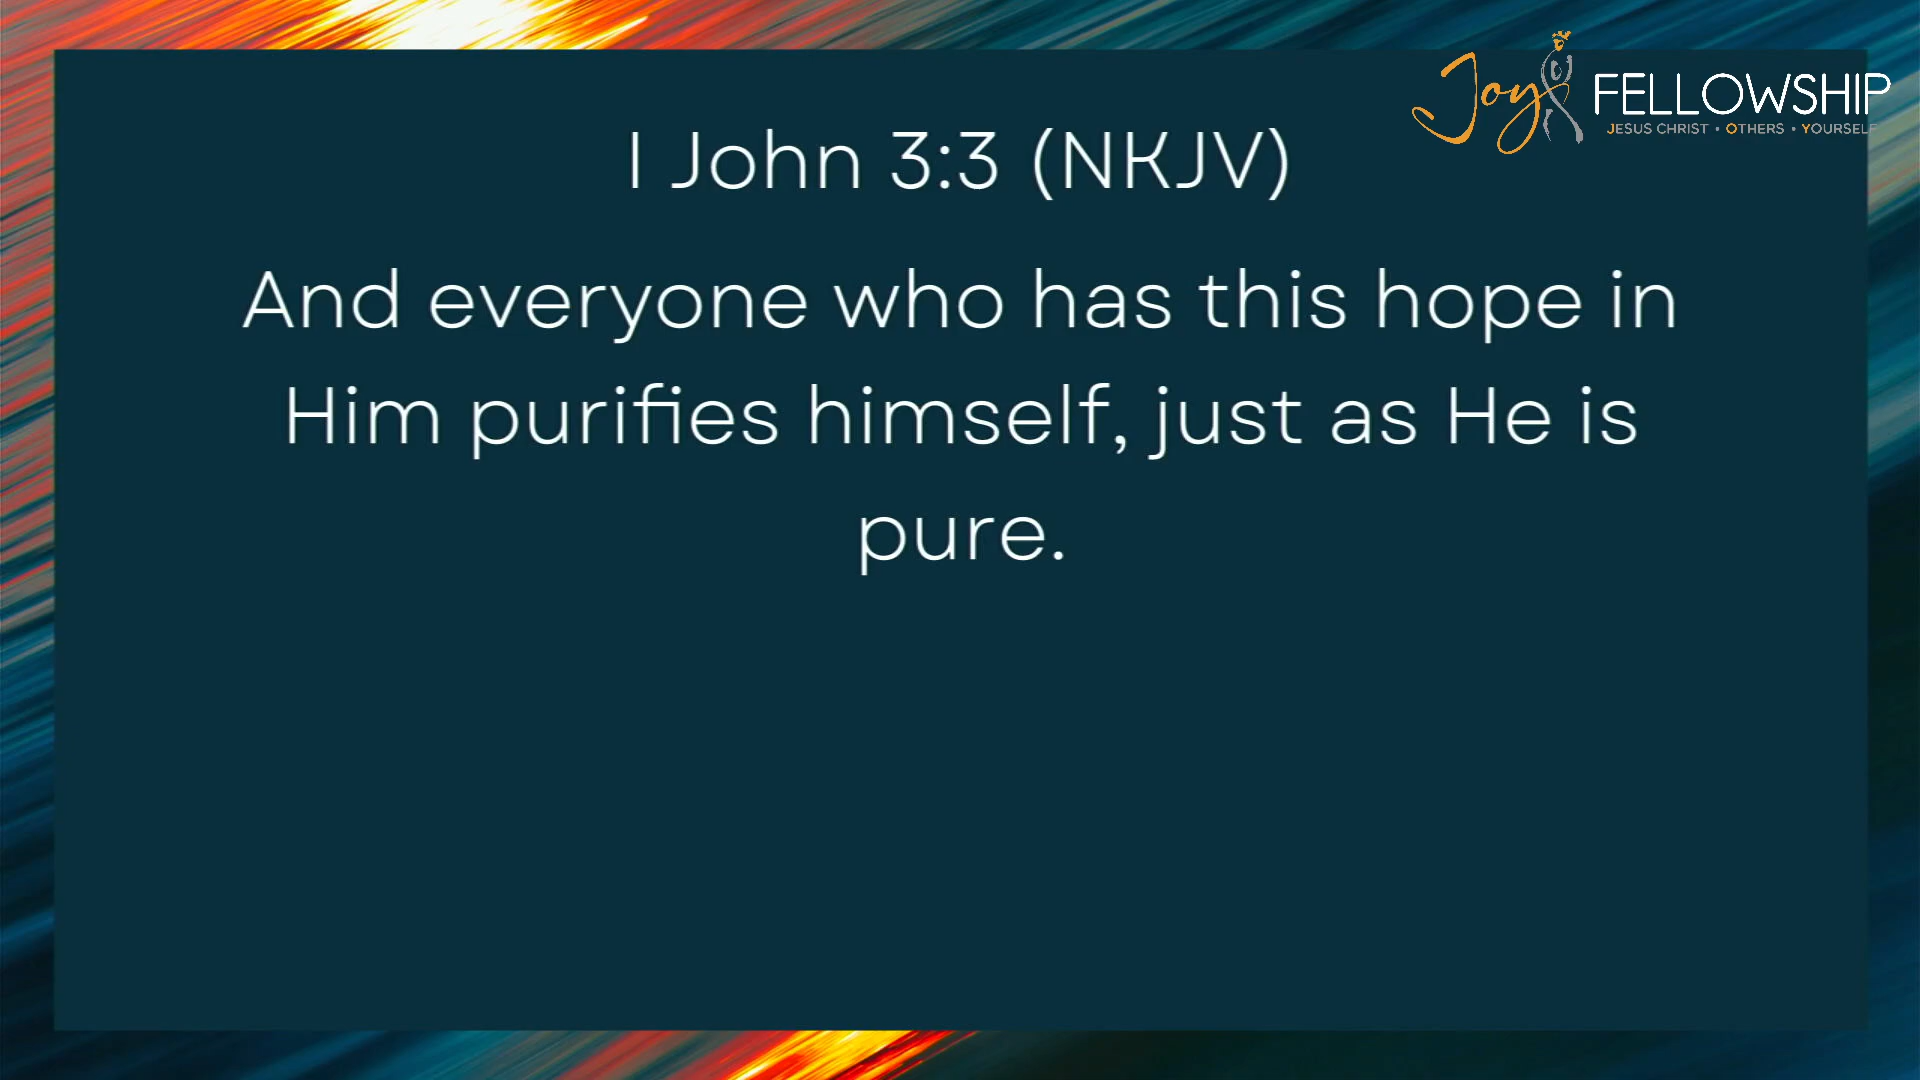 Joy FELLOWSHIP
JESUS CHRIST • OTHERS • YOURSELF
I John 3:3 (NKJV)
And everyone who has this hope in
Him purifies himself, just as He is
pure.